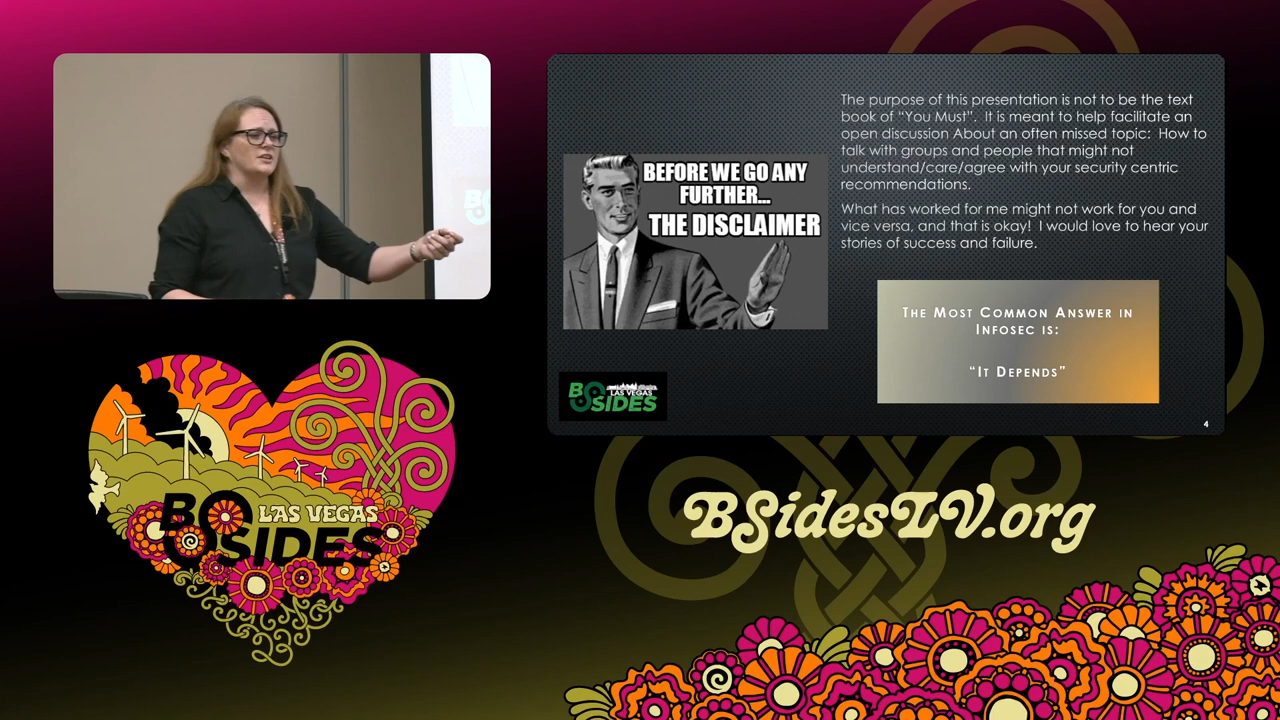 The purpose of this presentation is not to be the text
book of “You Must”.  It is meant to help facilitate an
open discussion About an often missed topic:  How to
talk with groups and people that might not
understand/care/agree with your security centric
recommendations.
What has worked for me might not work for you and
vice versa, and that is okay!  I would love to hear your
stories of success and failure.
BEFORE WE GO ANY
FURTHER...
THE DISCLAIMER
The Most Common Answer in
Infosec is:
“It Depends”
BSIDES
LAS VEGAS
4
BSIDES
LAS VEGAS
23
BSidesLV.org